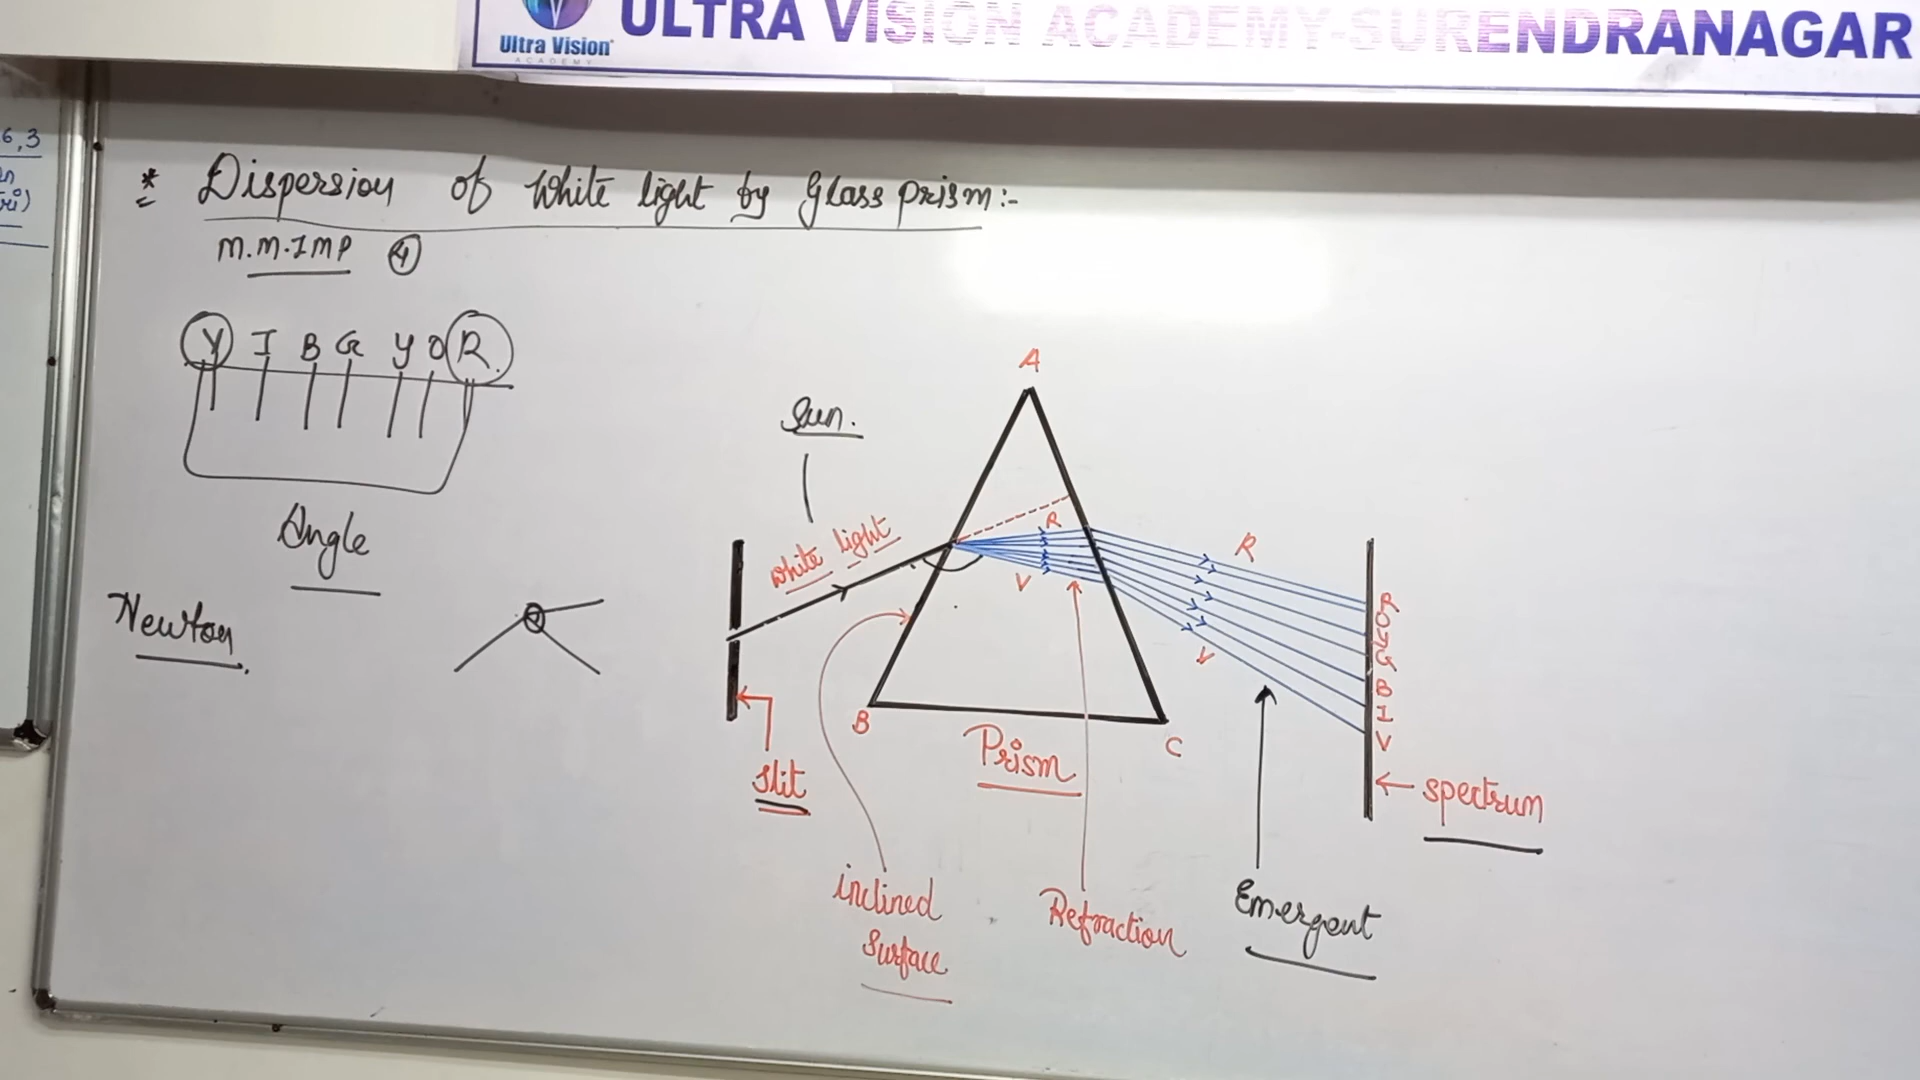 ULTRA VISION ACADEMY-SURENDRANAGAR
Ultra Vision
ACADEMY
6,3
* Dispersion of White light by Glass prism:-
M.M.IMP 4
V I B G Y O R
Angle
Newton
Sun.
White light
A
B
C
R
V
R
V
R
O
Y
G
B
I
V
Slit
Prism
spectrum
inclined
Surface
Refraction
Emergent